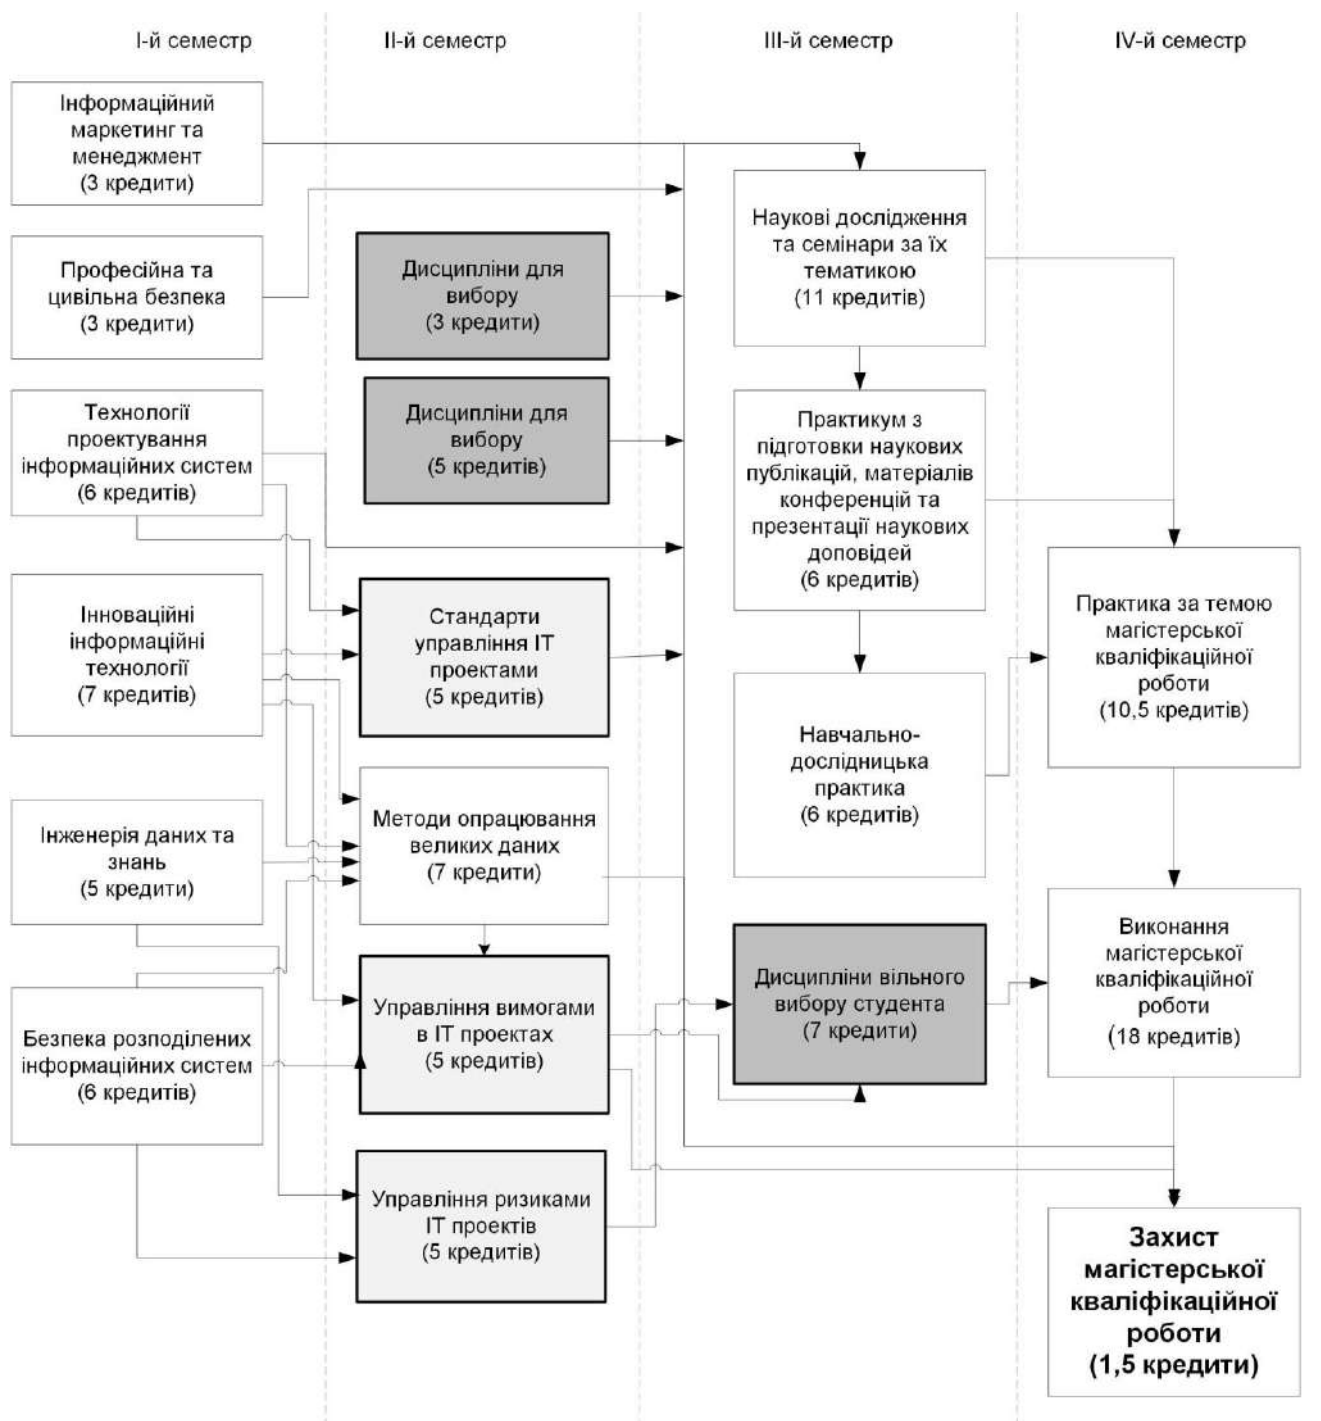 І-й семестр
ІІ-й семестр
ІІІ-й семестр
IV-й семестр
Інформаційний
маркетинг та
менеджмент
(3 кредити)
Професійна та
цивільна безпека
(3 кредити)
Технології
проектування
інформаційних систем
(6 кредитів)
Інноваційні
інформаційні
технології
(7 кредитів)
Інженерія даних та
знань
(5 кредити)
Безпека розподілених
інформаційних систем
(6 кредитів)
Дисципліни для
вибору
(3 кредити)
Дисципліни для
вибору
(5 кредитів)
Стандарти
управління ІТ
проектами
(5 кредитів)
Методи опрацювання
великих даних
(7 кредити)
Управління вимогами
в ІТ проектах
(5 кредитів)
Управління ризиками
ІТ проектів
(5 кредитів)
Наукові дослідження
та семінари за їх
тематикою
(11 кредитів)
Практикум з
підготовки наукових
публікацій, матеріалів
конференцій та
презентації наукових
доповідей
(6 кредитів)
Навчально-
дослідницька
практика
(6 кредитів)
Дисципліни вільного
вибору студента
(7 кредити)
Практика за темою
магістерської
кваліфікаційної
роботи
(10,5 кредитів)
Виконання
магістерської
кваліфікаційної
роботи
(18 кредитів)
Захист
магістерської
кваліфікаційної
роботи
(1,5 кредити)